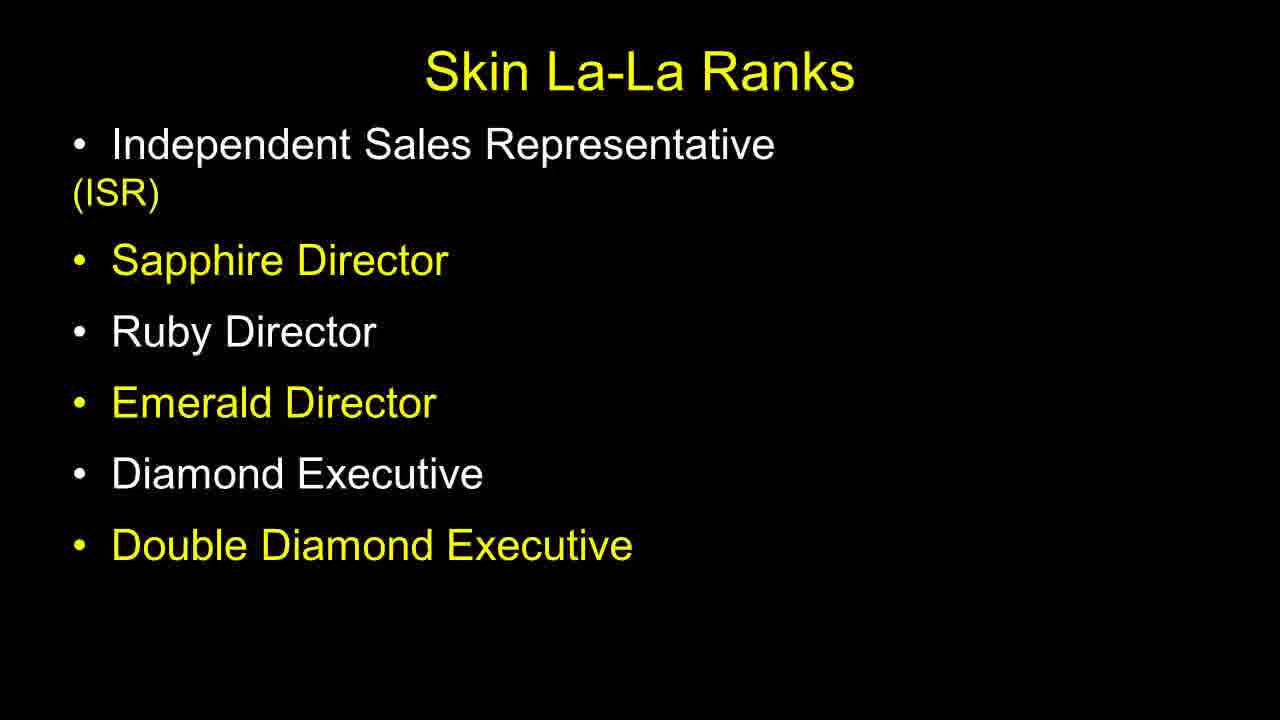 Skin La-La Ranks
• Independent Sales Representative
(ISR)
• Sapphire Director
• Ruby Director
• Emerald Director
• Diamond Executive
• Double Diamond Executive